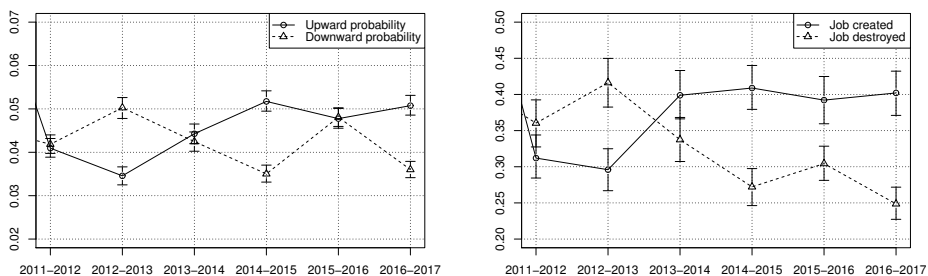 Upward probability
Downward probability
0.07
0.06
0.05
0.04
0.03
0.02
2011–2012 2012–2013 2013–2014 2014–2015 2015–2016 2016–2017
Job created
Job destroyed
0.50
0.45
0.40
0.35
0.30
0.25
0.20
2011–2012 2012–2013 2013–2014 2014–2015 2015–2016 2016–2017